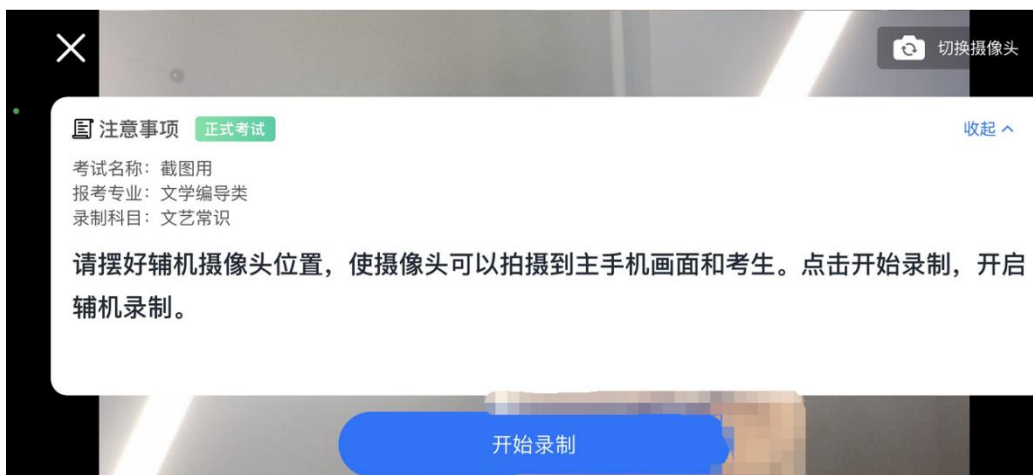 切换摄像头
注意事项 正式考试 收起
考试名称：截图用
报考专业：文学编导类
录制科目：文艺常识
请摆好辅机摄像头位置，使摄像头可以拍摄到主手机画面和考生。点击开始录制，开启
辅机录制。
开始录制